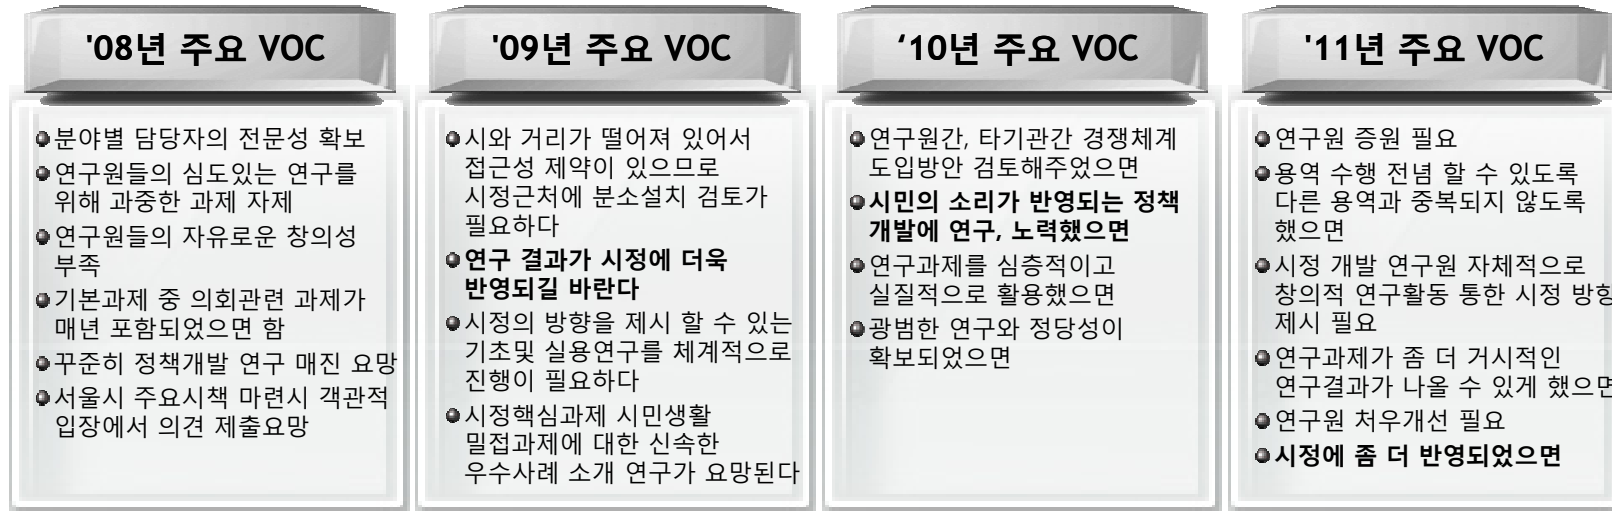 '08년 주요 VOC
분야별 담당자의 전문성 확보
연구원들의 심도있는 연구를
위해 과중한 과제 자제
연구원들의 자유로운 창의성
부족
기본과제 중 의회관련 과제가
매년 포함되었으면 함
꾸준히 정책개발 연구 매진 요망
서울시 주요시책 마련시 객관적
입장에서 의견 제출요망
'09년 주요 VOC
시와 거리가 떨어져 있어서
접근성 제약이 있으므로
시정근처에 분소설치 검토가
필요하다
연구 결과가 시정에 더욱
반영되길 바란다
시정의 방향을 제시 할 수 있는
기초및 실용연구를 체계적으로
진행이 필요하다
시정핵심과제 시민생활
밀접과제에 대한 신속한
우수사례 소개 연구가 요망된다
‘10년 주요 VOC
연구원간, 타기관간 경쟁체계
도입방안 검토해주었으면
시민의 소리가 반영되는 정책
개발에 연구, 노력했으면
연구과제를 심층적이고
실질적으로 활용했으면
광범한 연구와 정당성이
확보되었으면
'11년 주요 VOC
연구원 증원 필요
용역 수행 전념 할 수 있도록
다른 용역과 중복되지 않도록
했으면
시정 개발 연구원 자체적으로
창의적 연구활동 통한 시정 방향
제시 필요
연구과제가 좀 더 거시적인
연구결과가 나올 수 있게 했으면
연구원 처우개선 필요
시정에 좀 더 반영되었으면